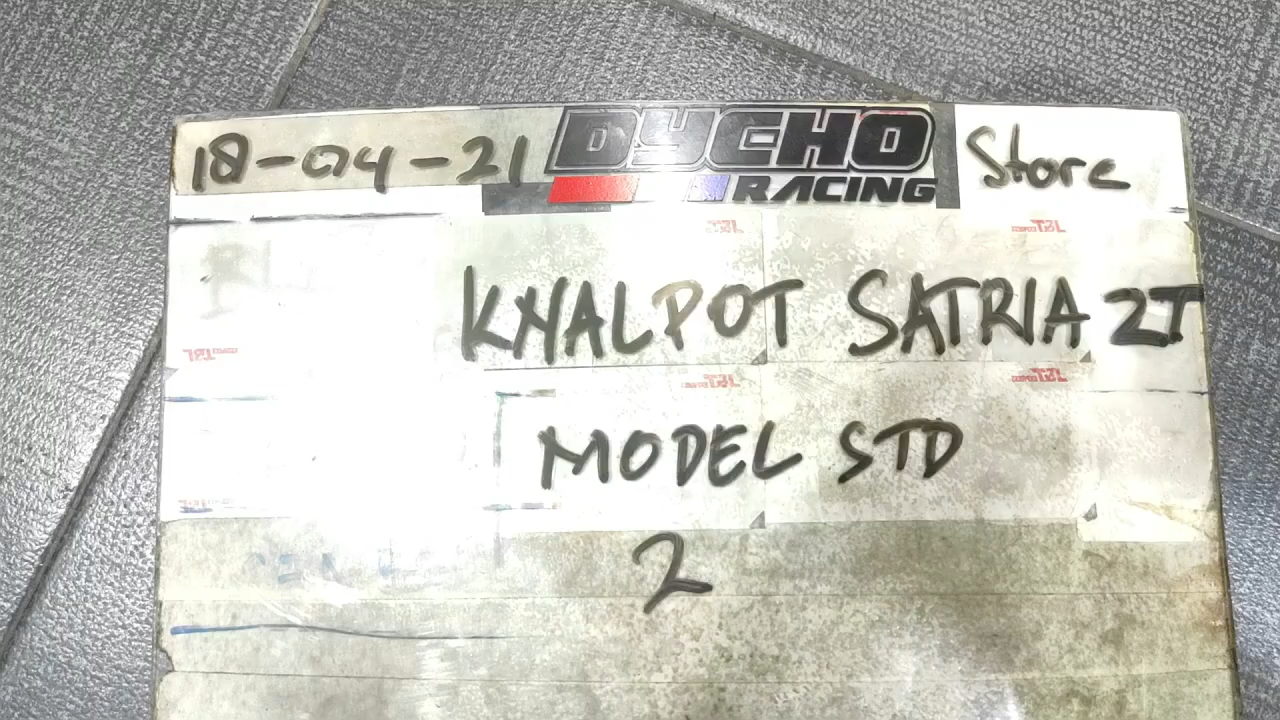 18-04-21 DYCHO RACING Store
KNALPOT SATRIA 2T
MODEL STD
2